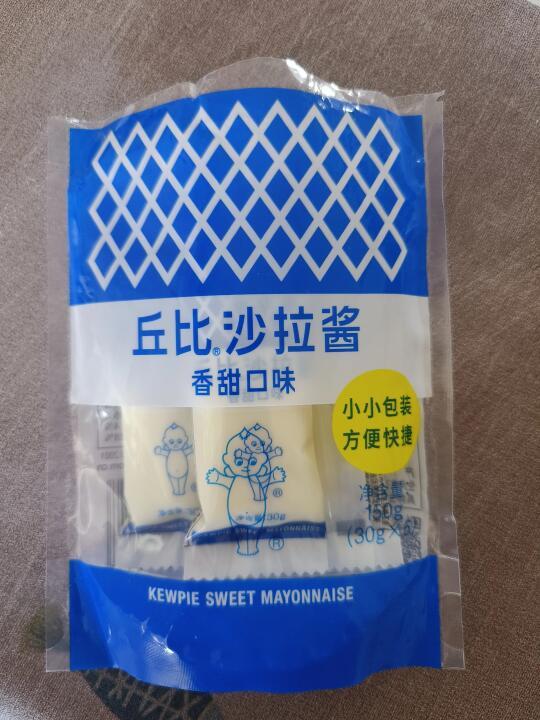 丘比®沙拉酱
香甜口味
小小包装
方便快捷
净含量
150g
(30g×5
KEWPIE SWEET MAYONNAISE